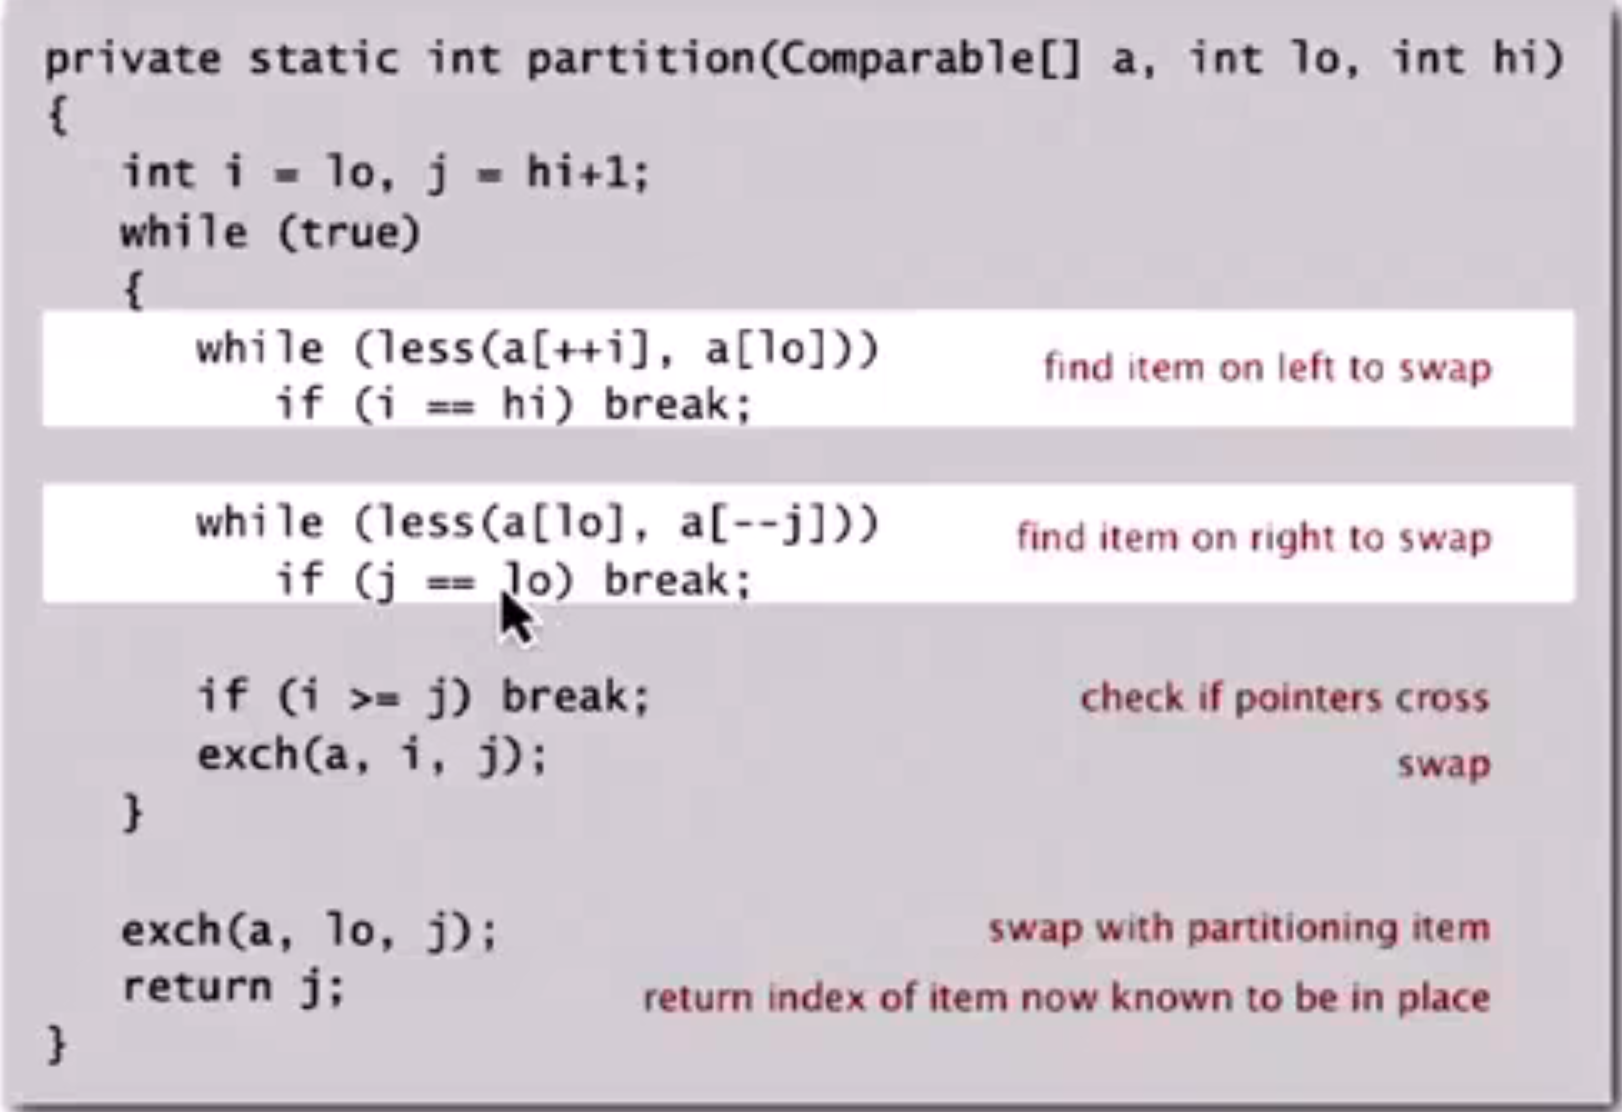 private static int partition(Comparable[] a, int lo, int hi)
{
int i = lo, j = hi+1;
while (true)
{
while (less(a[++i], a[lo])) find item on left to swap
if (i == hi) break;
while (less(a[lo], a[--j])) find item on right to swap
if (j == lo) break;
if (i >= j) break; check if pointers cross
exch(a, i, j); swap
}
exch(a, lo, j); swap with partitioning item
return j; return index of item now known to be in place
}